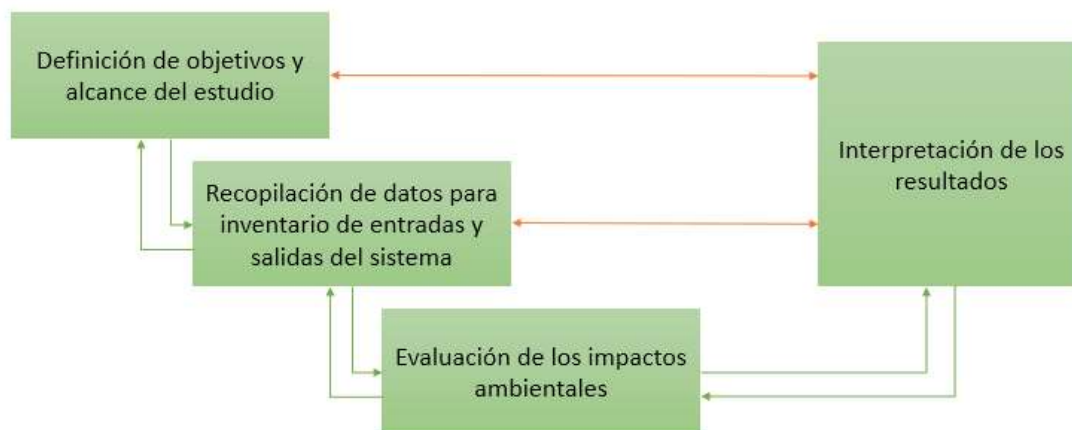 Definición de objetivos y
alcance del estudio
Recopilación de datos para
inventario de entradas y
salidas del sistema
Evaluación de los impactos
ambientales
Interpretación de los
resultados